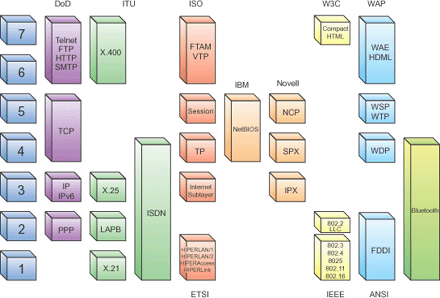 DoD ITU ISO W3C WAP
7 Telnet X.400 FTAM Compact WAE
FTP VTP HTML HDML
HTTP
SMTP
6
IBM Novell
5 TCP Session NetBIOS NCP WSP
WTP
4 TP SPX WDP
ISDN Bluetooth
3 IP X.25 Internet IPX
IPv6 Sublayer
2 PPP LAPB 802.2 FDDI
LLC
1 X.21 HIPERLAN/1 802.3
HIPERLAN/2 802.4
HIPERAccess 8025
HIPERLink 802.11
802.16
ETSI IEEE ANSI